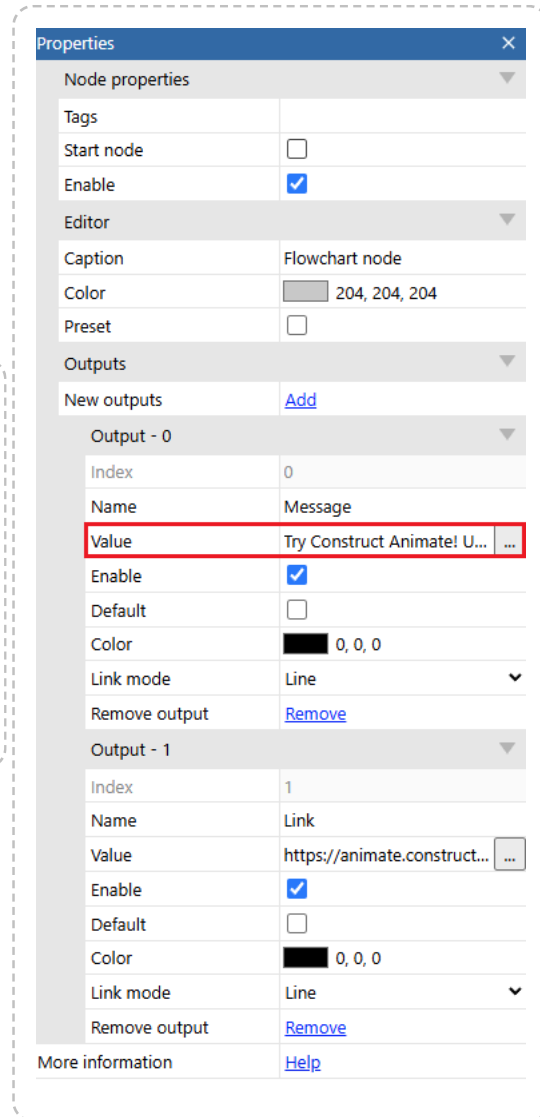 Properties
Node properties
Tags
Start node
Enable
Editor
Caption Flowchart node
Color 204, 204, 204
Preset
Outputs
New outputs Add
Output - 0
Index 0
Name Message
Value Try Construct Animate! U... ...
Enable
Default
Color 0, 0, 0
Link mode Line
Remove output Remove
Output - 1
Index 1
Name Link
Value https://animate.construct... ...
Enable
Default
Color 0, 0, 0
Link mode Line
Remove output Remove
More information Help